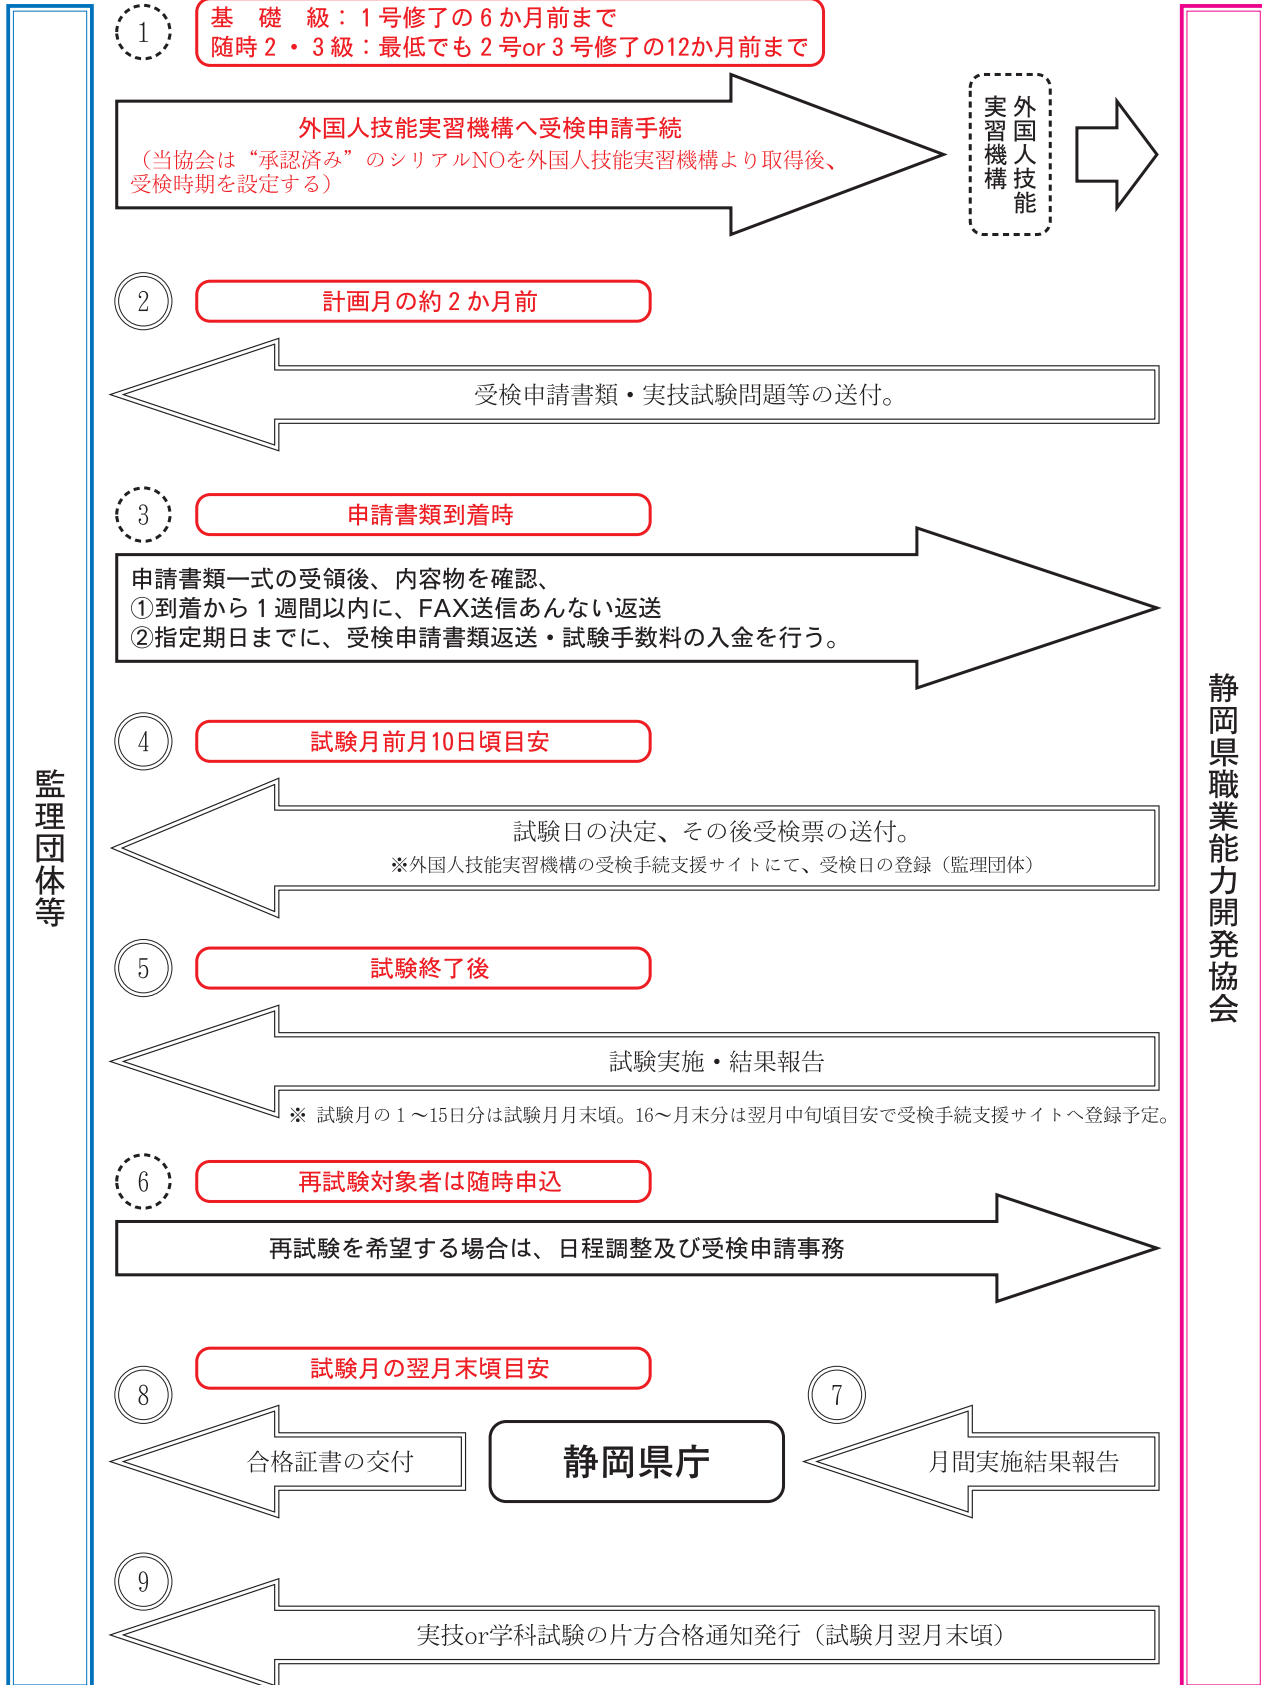 監理団体等
1
基　礎　級：1号修了の6か月前まで
随時2・3級：最低でも2号or3号修了の12か月前まで
外国人技能実習機構へ受検申請手続
（当協会は“承認済み”のシリアルNOを外国人技能実習機構より取得後、
受検時期を設定する）
外国人技能
実習機構
2
計画月の約2か月前
受検申請書類・実技試験問題等の送付。
3
申請書類到着時
申請書類一式の受領後、内容物を確認、
①到着から1週間以内に、FAX送信あんない返送
②指定期日までに、受検申請書類返送・試験手数料の入金を行う。
4
試験月前月10日頃目安
試験日の決定、その後受検票の送付。
※外国人技能実習機構の受検手続支援サイトにて、受検日の登録（監理団体）
5
試験終了後
試験実施・結果報告
※ 試験月の1～15日分は試験月月末頃。16～月末分は翌月中旬頃目安で受検手続支援サイトへ登録予定。
6
再試験対象者は随時申込
再試験を希望する場合は、日程調整及び受検申請事務
試験月の翌月末頃目安
8
合格証書の交付
静岡県庁
7
月間実施結果報告
9
実技or学科試験の片方合格通知発行（試験月翌月末頃）
静岡県職業能力開発協会